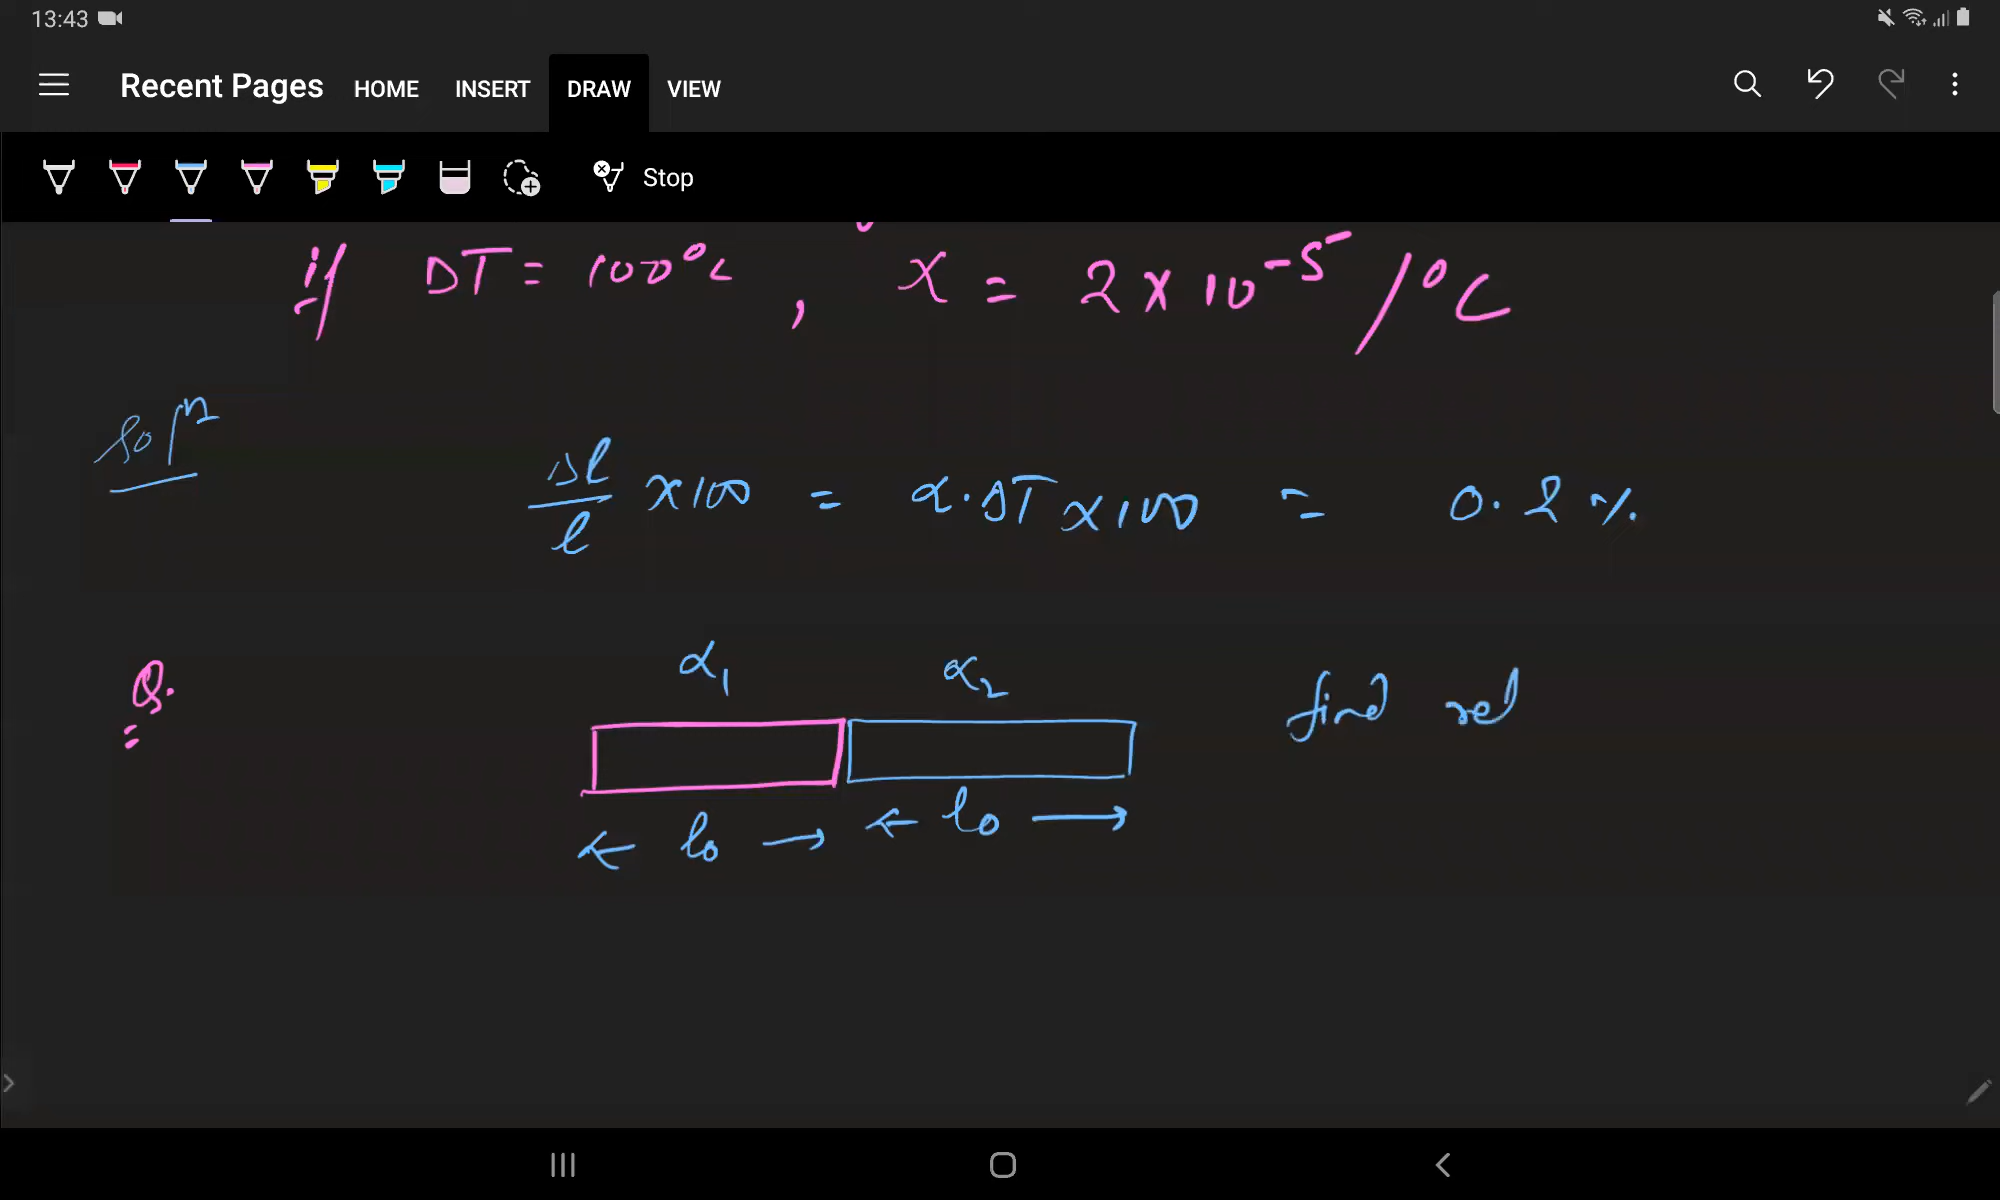 13:43
Recent Pages HOME INSERT DRAW VIEW
Stop
if ΔT = 100°C , α = 2 × 10⁻⁵ /°C
Solⁿ
Δl/l × 100 = α·ΔT × 100 = 0.2 %.
Q.
α₁ α₂
find rel
← l₀ → ← l₀ →